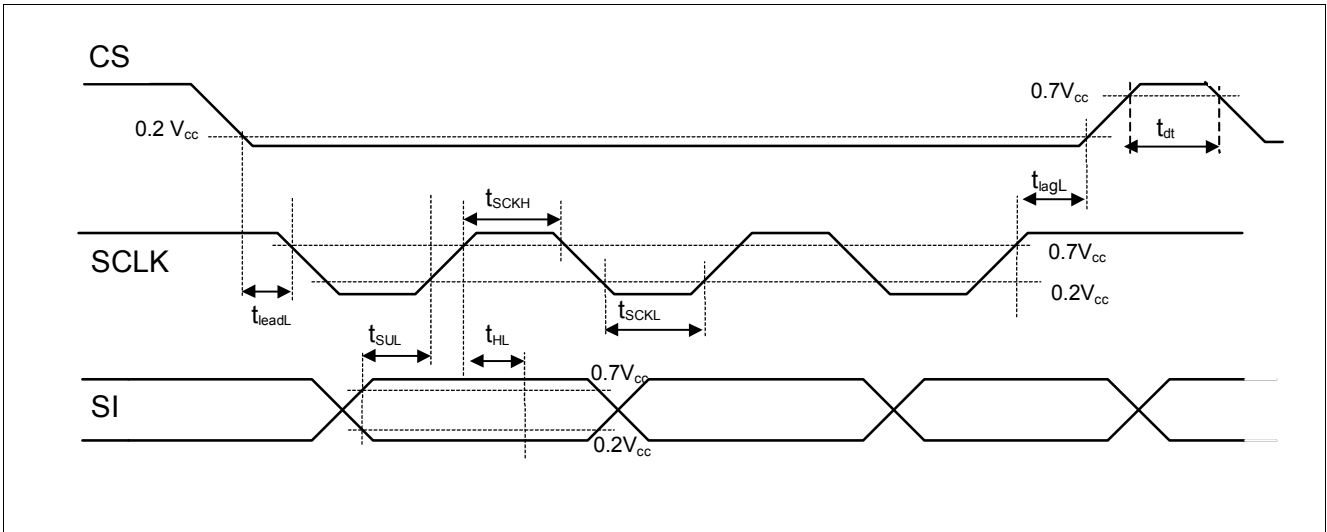 CS
0.7Vcc
0.2 Vcc
tdt
tlagL
tSCKH
SCLK
0.7Vcc
0.2Vcc
tleadL
tSCKL
tSUL
tHL
0.7Vcc
SI
0.2Vcc